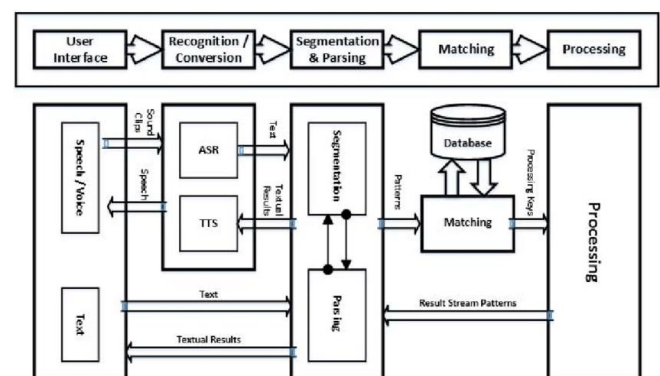 User
Interface
Recognition /
Conversion
Segmentation
& Parsing
Matching
Processing
Speech / Voice
Text
Sound
Clips
Speech
ASR
TTS
Text
Textual
Results
Segmentation
Parsing
Patterns
Database
Matching
Processing Keys
Processing
Text
Textual Results
Result Stream Patterns